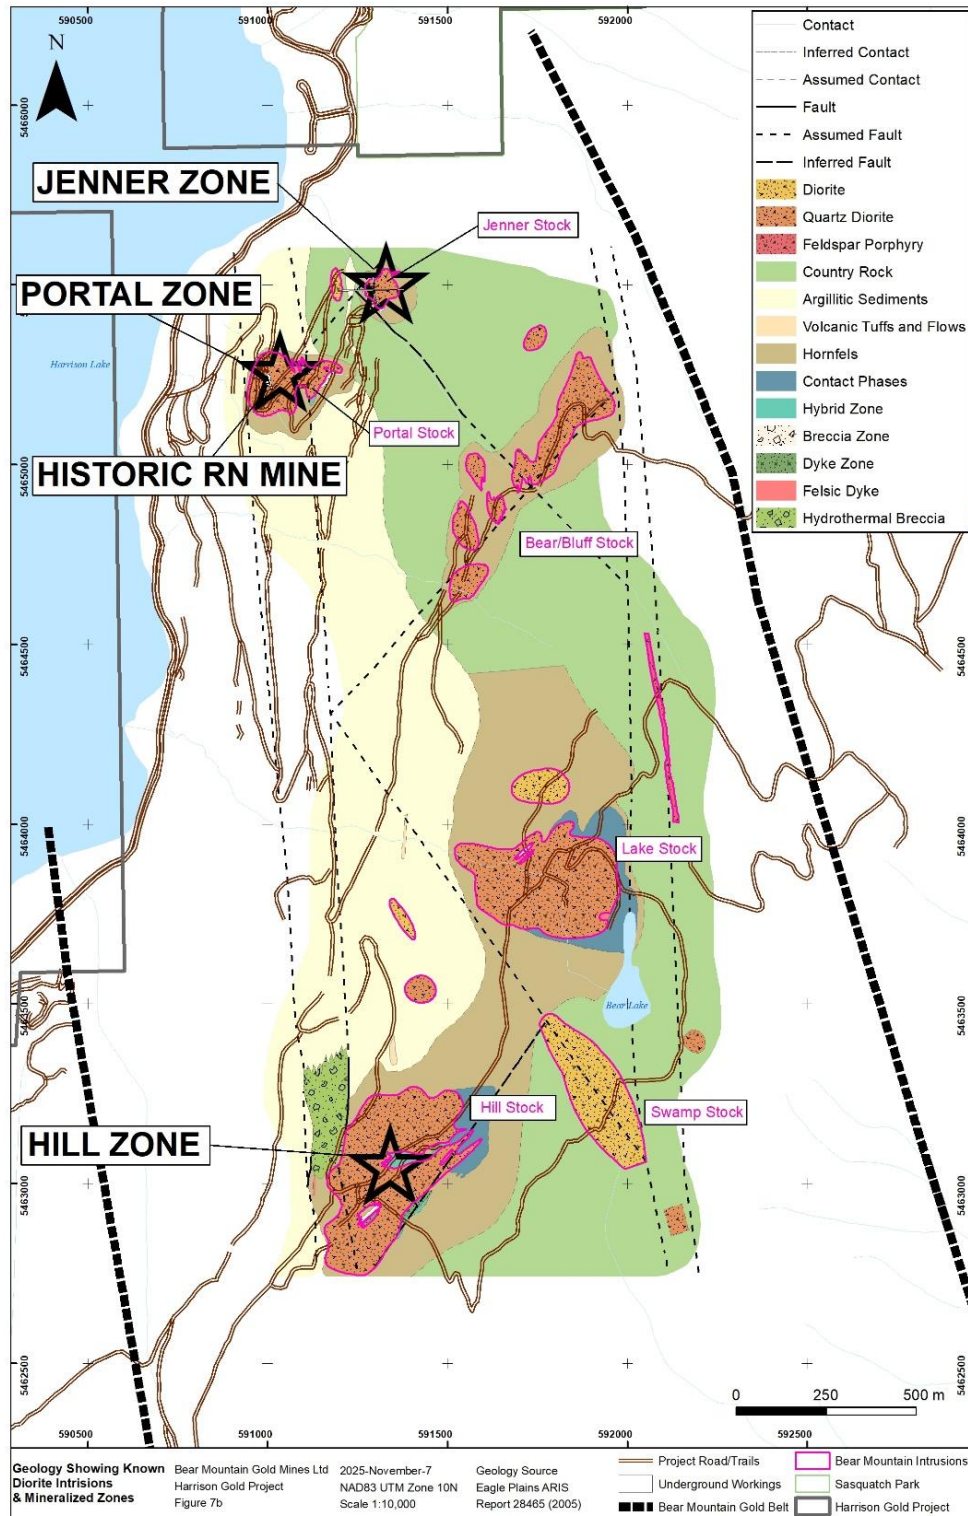 590500 591000 591500 592000
N
5466000
JENNER ZONE
Jenner Stock
PORTAL ZONE
Harrison Lake
Portal Stock
HISTORIC RN MINE
5465000
Bear/Bluff Stock
5464500
5464500
5464000
5464000
Lake Stock
5463500
Bear Lake
5463500
Hill Stock
Swamp Stock
HILL ZONE
5463000
5463000
5462500
5462500
0 250 500 m
590500 591000 591500 592000 592500
Contact
Inferred Contact
Assumed Contact
Fault
Assumed Fault
Inferred Fault
Diorite
Quartz Diorite
Feldspar Porphyry
Country Rock
Argillitic Sediments
Volcanic Tuffs and Flows
Hornfels
Contact Phases
Hybrid Zone
Breccia Zone
Dyke Zone
Felsic Dyke
Hydrothermal Breccia
Geology Showing Known
Diorite Intrisions
& Mineralized Zones
Bear Mountain Gold Mines Ltd
Harrison Gold Project
Figure 7b
2025-November-7
NAD83 UTM Zone 10N
Scale 1:10,000
Geology Source
Eagle Plains ARIS
Report 28465 (2005)
Project Road/Trails
Underground Workings
Bear Mountain Gold Belt
Bear Mountain Intrusions
Sasquatch Park
Harrison Gold Project